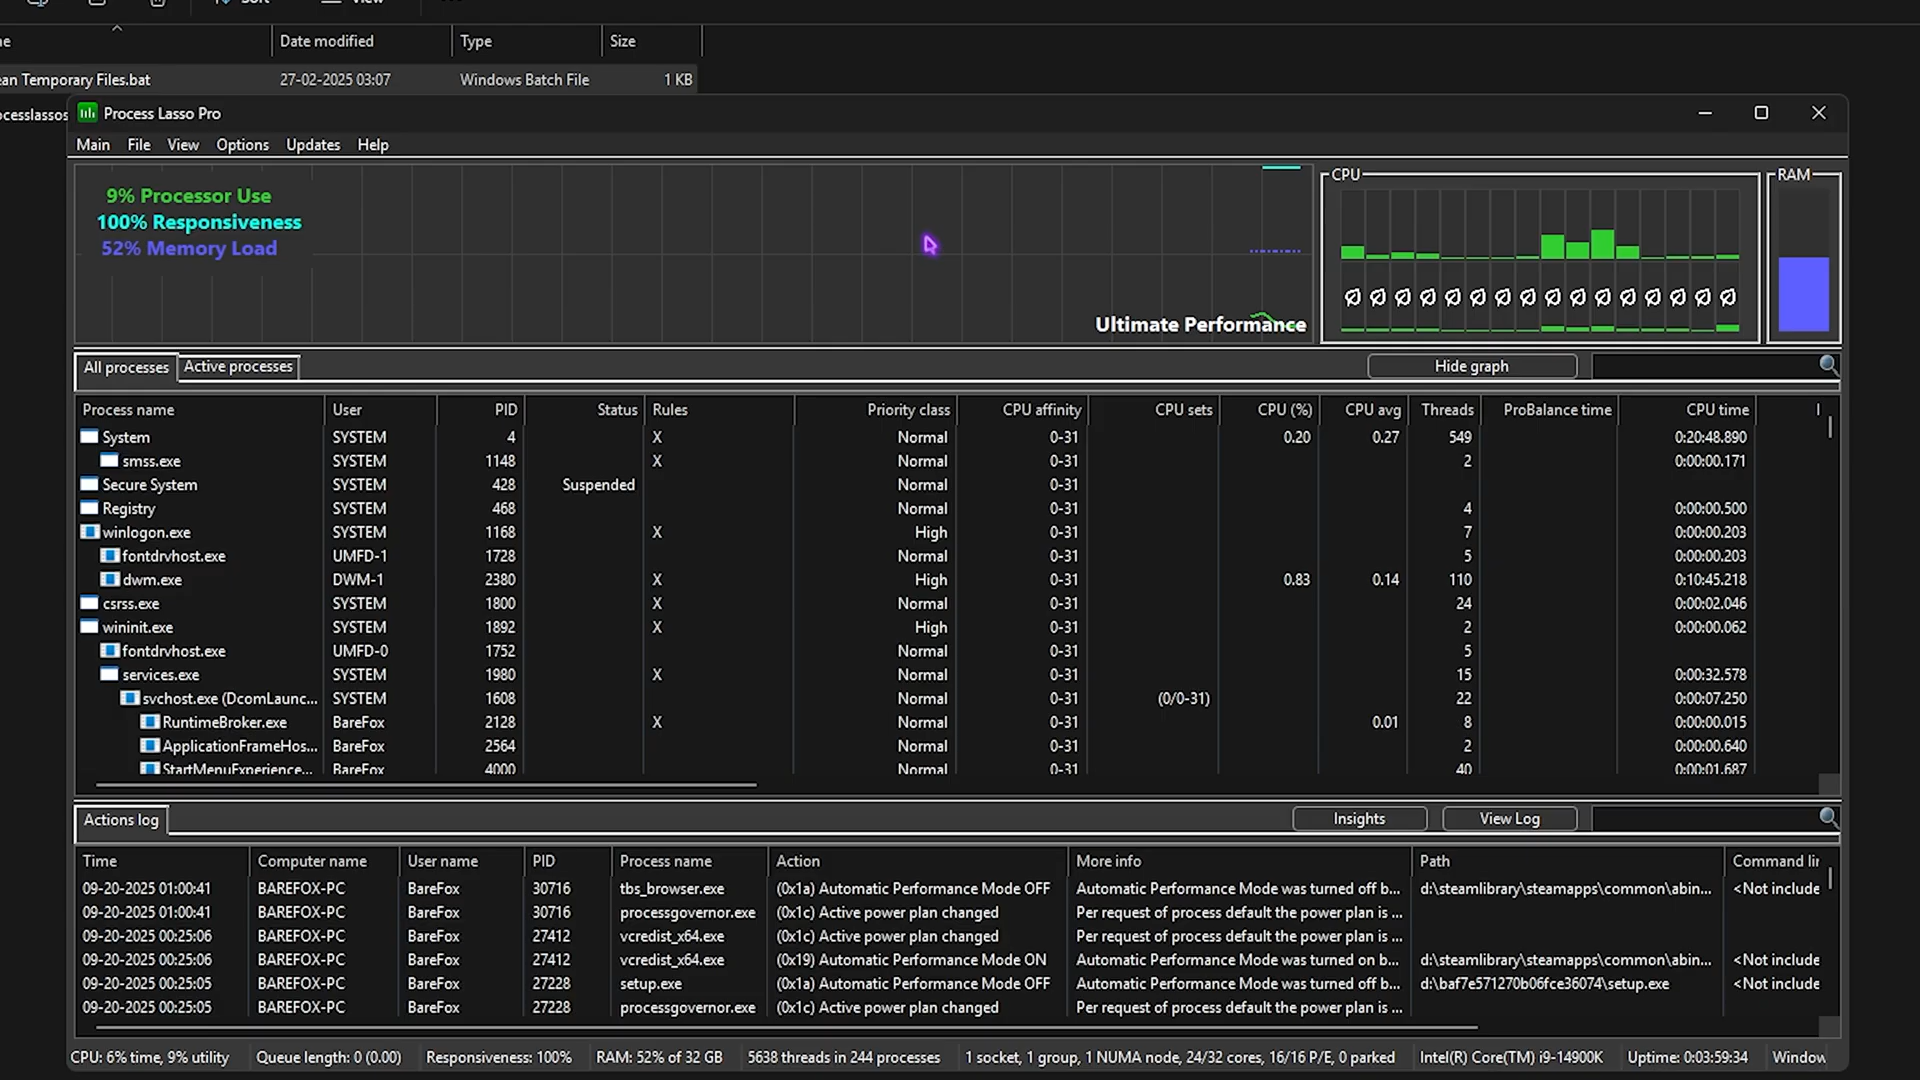 Sort View
e Date modified Type Size
an Temporary Files.bat 27-02-2025 03:07 Windows Batch File 1 KB
ocesslassos
Process Lasso Pro
Main File View Options Updates Help
9% Processor Use
100% Responsiveness
52% Memory Load
Ultimate Performance
CPU
RAM
All processes Active processes Hide graph
Process name User PID Status Rules Priority class CPU affinity CPU sets CPU (%) CPU avg Threads ProBalance time CPU time I
System SYSTEM 4 X Normal 0-31 0.20 0.27 549 0:20:48.890
smss.exe SYSTEM 1148 X Normal 0-31 2 0:00:00.171
Secure System SYSTEM 428 Suspended Normal 0-31
Registry SYSTEM 468 Normal 0-31 4 0:00:00.500
winlogon.exe SYSTEM 1168 X High 0-31 7 0:00:00.203
fontdrvhost.exe UMFD-1 1728 Normal 0-31 5 0:00:00.203
dwm.exe DWM-1 2380 X High 0-31 0.83 0.14 110 0:10:45.218
csrss.exe SYSTEM 1800 X Normal 0-31 24 0:00:02.046
wininit.exe SYSTEM 1892 X High 0-31 2 0:00:00.062
fontdrvhost.exe UMFD-0 1752 Normal 0-31 5
services.exe SYSTEM 1980 X Normal 0-31 15 0:00:32.578
svchost.exe (DcomLaunc... SYSTEM 1608 Normal 0-31 (0/0-31) 22 0:00:07.250
RuntimeBroker.exe BareFox 2128 X Normal 0-31 0.01 8 0:00:00.015
ApplicationFrameHos... BareFox 2564 Normal 0-31 2 0:00:00.640
StartMenuExperience... BareFox 4000 Normal 0-31 40 0:00:01.687
Actions log Insights View Log
Time Computer name User name PID Process name Action More info Path Command lin
09-20-2025 01:00:41 BAREFOX-PC BareFox 30716 tbs_browser.exe (0x1a) Automatic Performance Mode OFF Automatic Performance Mode was turned off b... d:\steamlibrary\steamapps\common\abin... <Not include
09-20-2025 01:00:41 BAREFOX-PC BareFox 30716 processgovernor.exe (0x1c) Active power plan changed Per request of process default the power plan is ...
09-20-2025 00:25:06 BAREFOX-PC BareFox 27412 vcredist_x64.exe (0x1c) Active power plan changed Per request of process default the power plan is ...
09-20-2025 00:25:06 BAREFOX-PC BareFox 27412 vcredist_x64.exe (0x19) Automatic Performance Mode ON Automatic Performance Mode was turned on b... d:\steamlibrary\steamapps\common\abin... <Not include
09-20-2025 00:25:05 BAREFOX-PC BareFox 27228 setup.exe (0x1a) Automatic Performance Mode OFF Automatic Performance Mode was turned off b... d:\baf7e571270b06fce36074\setup.exe <Not include
09-20-2025 00:25:05 BAREFOX-PC BareFox 27228 processgovernor.exe (0x1c) Active power plan changed Per request of process default the power plan is ...
CPU: 6% time, 9% utility Queue length: 0 (0.00) Responsiveness: 100% RAM: 52% of 32 GB 5638 threads in 244 processes 1 socket, 1 group, 1 NUMA node, 24/32 cores, 16/16 P/E, 0 parked Intel(R) Core(TM) i9-14900K Uptime: 0:03:59:34 Window